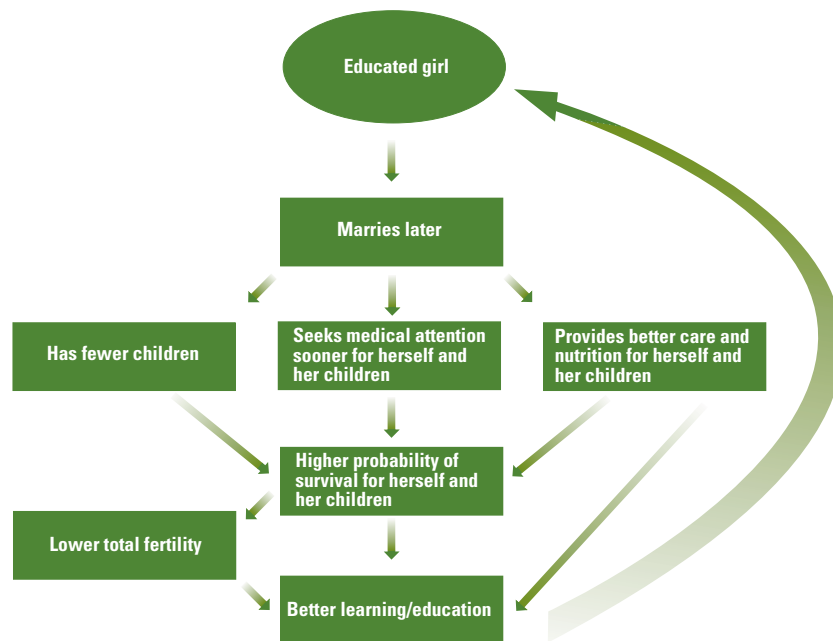 Educated girl
Marries later
Has fewer children
Seeks medical attention
sooner for herself and
her children
Provides better care and
nutrition for herself and
her children
Higher probability of
survival for herself and
her children
Lower total fertility
Better learning/education